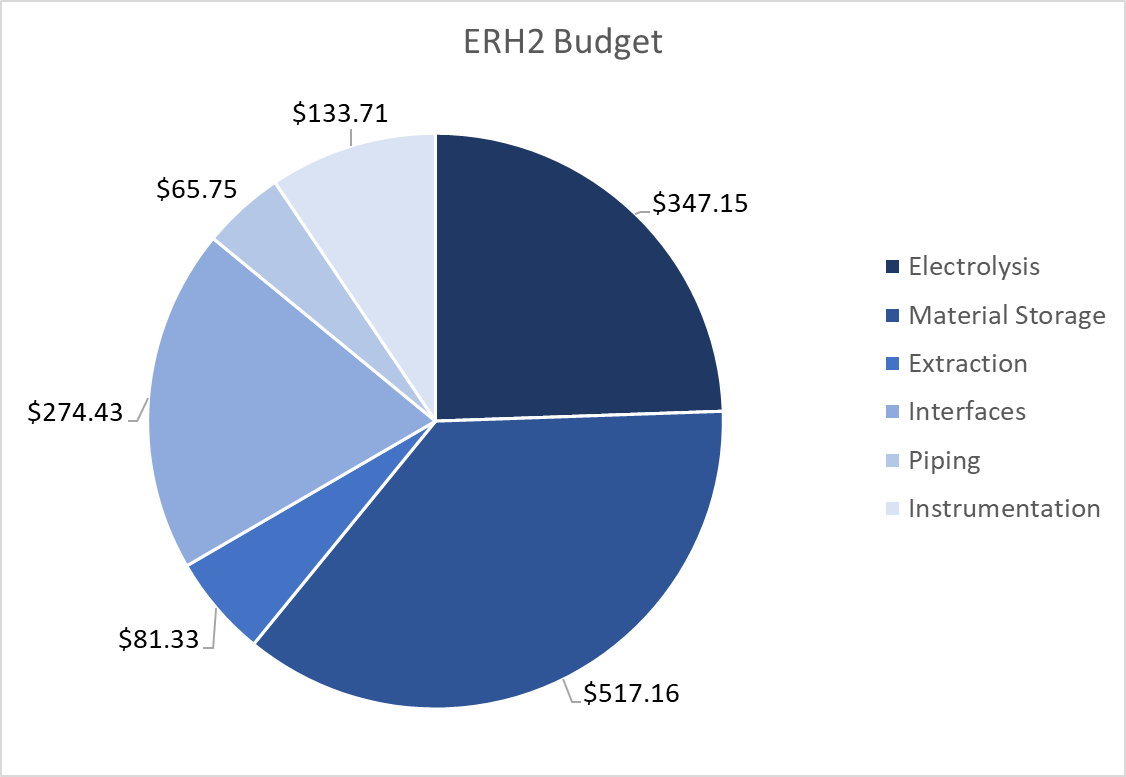 ERH2 Budget
$133.71
$65.75
$347.15
$274.43
$81.33
$517.16
Electrolysis
Material Storage
Extraction
Interfaces
Piping
Instrumentation